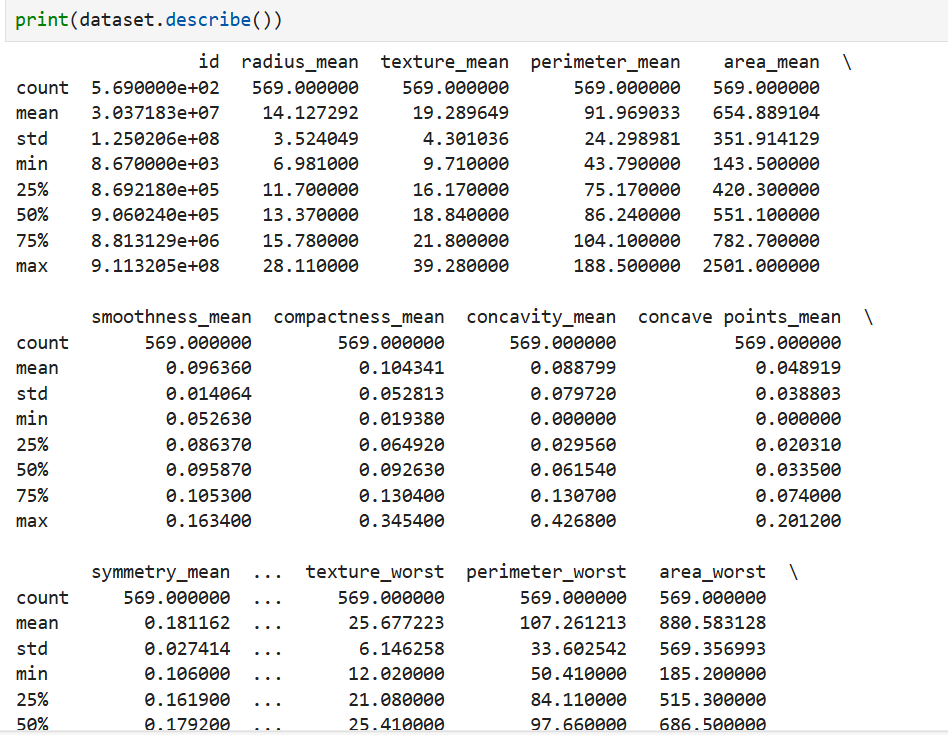 print(dataset.describe())
id radius_mean texture_mean perimeter_mean area_mean \
count 5.690000e+02 569.000000 569.000000 569.000000 569.000000
mean 3.037183e+07 14.127292 19.289649 91.969033 654.889104
std 1.250206e+08 3.524049 4.301036 24.298981 351.914129
min 8.670000e+03 6.981000 9.710000 43.790000 143.500000
25% 8.692180e+05 11.700000 16.170000 75.170000 420.300000
50% 9.060240e+05 13.370000 18.840000 86.240000 551.100000
75% 8.813129e+06 15.780000 21.800000 104.100000 782.700000
max 9.113205e+08 28.110000 39.280000 188.500000 2501.000000
smoothness_mean compactness_mean concavity_mean concave points_mean \
count 569.000000 569.000000 569.000000 569.000000
mean 0.096360 0.104341 0.088799 0.048919
std 0.014064 0.052813 0.079720 0.038803
min 0.052630 0.019380 0.000000 0.000000
25% 0.086370 0.064920 0.029560 0.020310
50% 0.095870 0.092630 0.061540 0.033500
75% 0.105300 0.130400 0.130700 0.074000
max 0.163400 0.345400 0.426800 0.201200
symmetry_mean ... texture_worst perimeter_worst area_worst \
count 569.000000 ... 569.000000 569.000000 569.000000
mean 0.181162 ... 25.677223 107.261213 880.583128
std 0.027414 ... 6.146258 33.602542 569.356993
min 0.106000 ... 12.020000 50.410000 185.200000
25% 0.161900 ... 21.080000 84.110000 515.300000
50% 0.179200 ... 25.410000 97.660000 686.500000